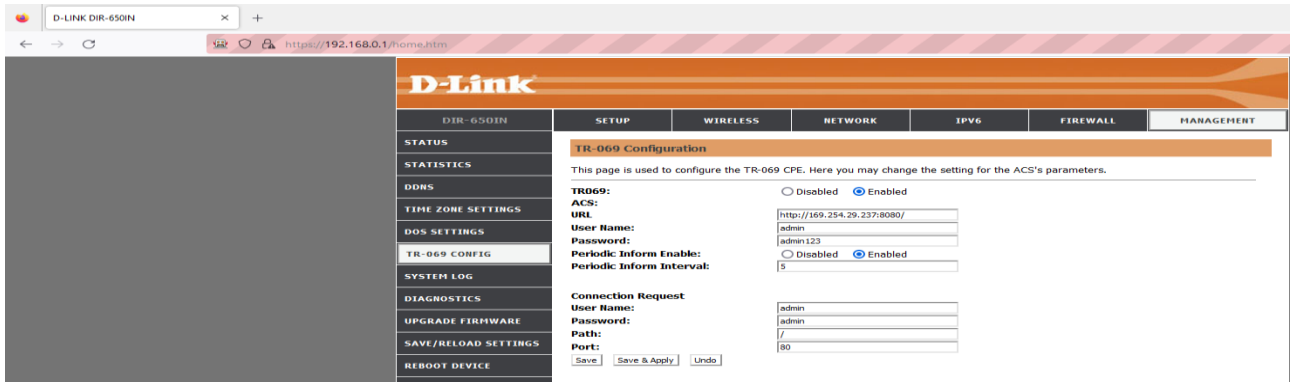 D-LINK DIR-650IN
https://192.168.0.1/home.htm
D-Link
DIR-650IN SETUP WIRELESS NETWORK IPV6 FIREWALL MANAGEMENT
STATUS
STATISTICS
DDNS
TIME ZONE SETTINGS
DOS SETTINGS
TR-069 CONFIG
SYSTEM LOG
DIAGNOSTICS
UPGRADE FIRMWARE
SAVE/RELOAD SETTINGS
REBOOT DEVICE
TR-069 Configuration
This page is used to configure the TR-069 CPE. Here you may change the setting for the ACS's parameters.
TR069: Disabled Enabled
ACS:
URL http://169.254.29.237:8080/
User Name: admin
Password: admin123
Periodic Inform Enable: Disabled Enabled
Periodic Inform Interval: 5
Connection Request
User Name: admin
Password: admin
Path: /
Port: 80
Save Save & Apply Undo